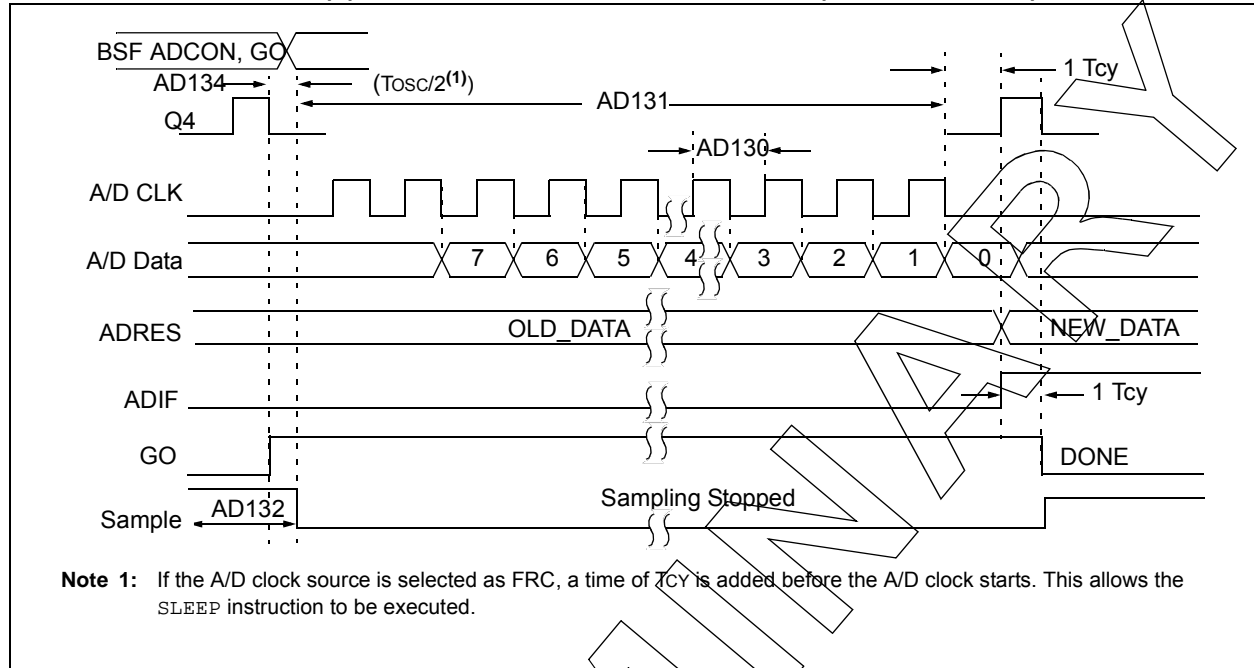 BSF ADCON, GO
AD134 (TOSC/2(1)) AD131 1 Tcy
Q4
AD130
A/D CLK
A/D Data 7 6 5 4 3 2 1 0
ADRES OLD_DATA NEW_DATA
ADIF 1 Tcy
GO DONE
Sample AD132 Sampling Stopped
Note 1: If the A/D clock source is selected as FRC, a time of TCY is added before the A/D clock starts. This allows the
SLEEP instruction to be executed.
INARY